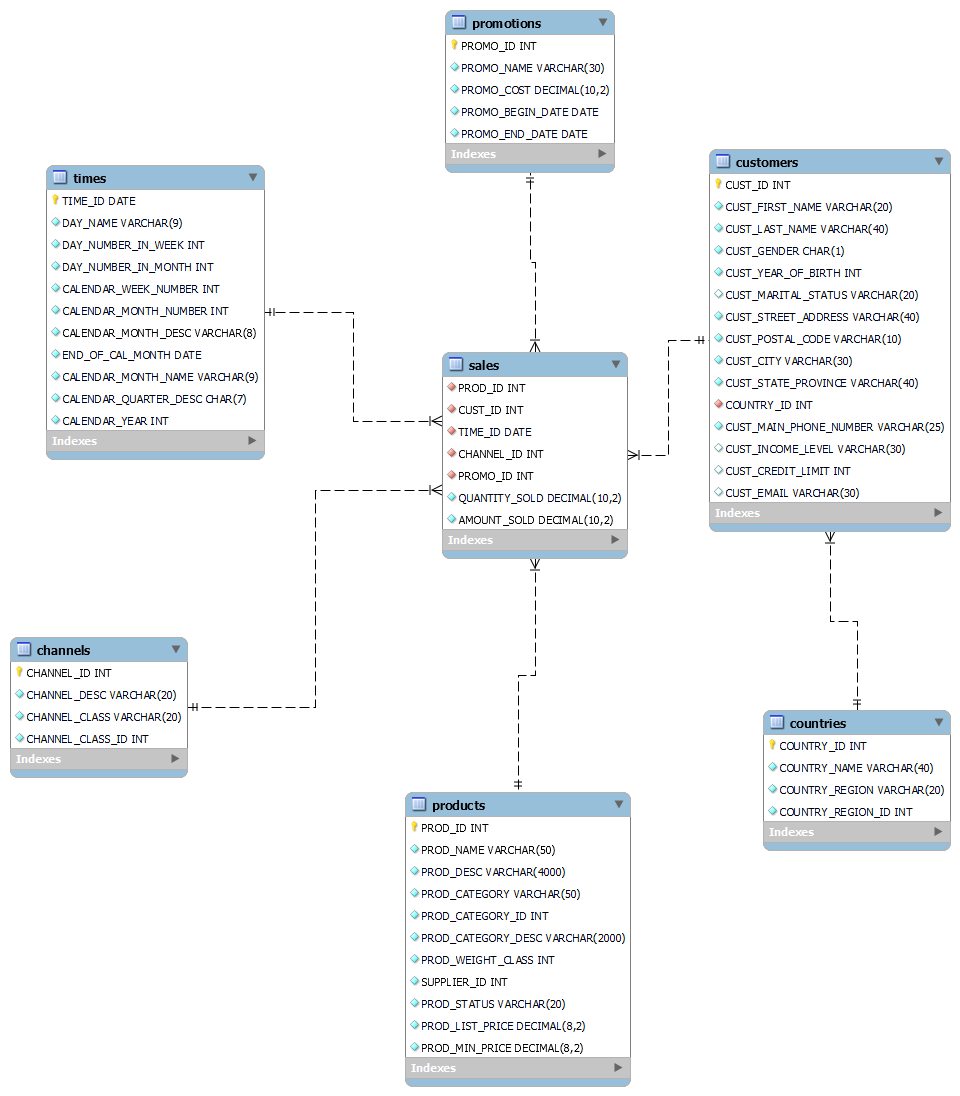 promotions
PROMO_ID INT
PROMO_NAME VARCHAR(30)
PROMO_COST DECIMAL(10,2)
PROMO_BEGIN_DATE DATE
PROMO_END_DATE DATE
Indexes
times
TIME_ID DATE
DAY_NAME VARCHAR(9)
DAY_NUMBER_IN_WEEK INT
DAY_NUMBER_IN_MONTH INT
CALENDAR_WEEK_NUMBER INT
CALENDAR_MONTH_NUMBER INT
CALENDAR_MONTH_DESC VARCHAR(8)
END_OF_CAL_MONTH DATE
CALENDAR_MONTH_NAME VARCHAR(9)
CALENDAR_QUARTER_DESC CHAR(7)
CALENDAR_YEAR INT
Indexes
customers
CUST_ID INT
CUST_FIRST_NAME VARCHAR(20)
CUST_LAST_NAME VARCHAR(40)
CUST_GENDER CHAR(1)
CUST_YEAR_OF_BIRTH INT
CUST_MARITAL_STATUS VARCHAR(20)
CUST_STREET_ADDRESS VARCHAR(40)
CUST_POSTAL_CODE VARCHAR(10)
CUST_CITY VARCHAR(30)
CUST_STATE_PROVINCE VARCHAR(40)
COUNTRY_ID INT
CUST_MAIN_PHONE_NUMBER VARCHAR(25)
CUST_INCOME_LEVEL VARCHAR(30)
CUST_CREDIT_LIMIT INT
CUST_EMAIL VARCHAR(30)
Indexes
sales
PROD_ID INT
CUST_ID INT
TIME_ID DATE
CHANNEL_ID INT
PROMO_ID INT
QUANTITY_SOLD DECIMAL(10,2)
AMOUNT_SOLD DECIMAL(10,2)
Indexes
channels
CHANNEL_ID INT
CHANNEL_DESC VARCHAR(20)
CHANNEL_CLASS VARCHAR(20)
CHANNEL_CLASS_ID INT
Indexes
countries
COUNTRY_ID INT
COUNTRY_NAME VARCHAR(40)
COUNTRY_REGION VARCHAR(20)
COUNTRY_REGION_ID INT
Indexes
products
PROD_ID INT
PROD_NAME VARCHAR(50)
PROD_DESC VARCHAR(4000)
PROD_CATEGORY VARCHAR(50)
PROD_CATEGORY_ID INT
PROD_CATEGORY_DESC VARCHAR(2000)
PROD_WEIGHT_CLASS INT
SUPPLIER_ID INT
PROD_STATUS VARCHAR(20)
PROD_LIST_PRICE DECIMAL(8,2)
PROD_MIN_PRICE DECIMAL(8,2)
Indexes